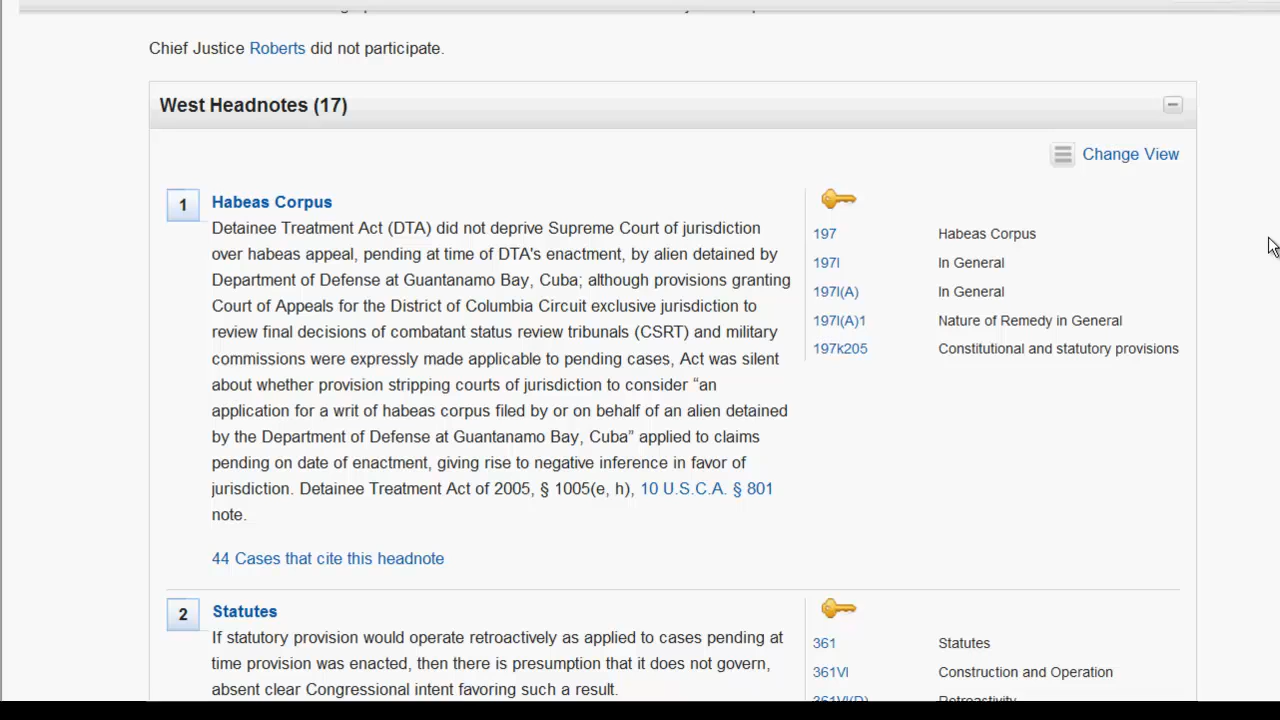 Chief Justice Roberts did not participate.
West Headnotes (17)
Change View
1
Habeas Corpus
Detainee Treatment Act (DTA) did not deprive Supreme Court of jurisdiction
over habeas appeal, pending at time of DTA's enactment, by alien detained by
Department of Defense at Guantanamo Bay, Cuba; although provisions granting
Court of Appeals for the District of Columbia Circuit exclusive jurisdiction to
review final decisions of combatant status review tribunals (CSRT) and military
commissions were expressly made applicable to pending cases, Act was silent
about whether provision stripping courts of jurisdiction to consider “an
application for a writ of habeas corpus filed by or on behalf of an alien detained
by the Department of Defense at Guantanamo Bay, Cuba” applied to claims
pending on date of enactment, giving rise to negative inference in favor of
jurisdiction. Detainee Treatment Act of 2005, § 1005(e, h), 10 U.S.C.A. § 801
note.
44 Cases that cite this headnote
197 Habeas Corpus
197I In General
197I(A) In General
197I(A)1 Nature of Remedy in General
197k205 Constitutional and statutory provisions
2
Statutes
If statutory provision would operate retroactively as applied to cases pending at
time provision was enacted, then there is presumption that it does not govern,
absent clear Congressional intent favoring such a result.
361 Statutes
361VI Construction and Operation
361VI(D) Retroactivity